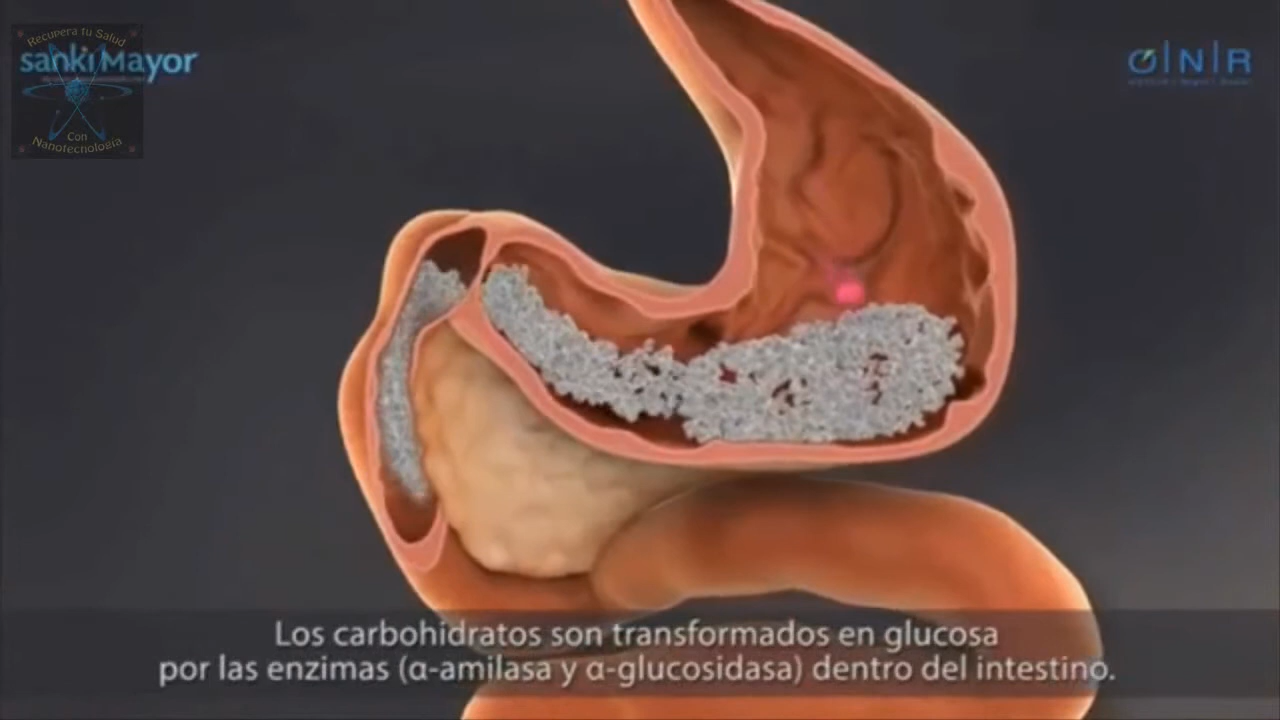 Recupera tu Salud
sanki Mayor
Con
Nanotecnología
O|N|R
Los carbohidratos son transformados en glucosa
por las enzimas (α-amilasa y α-glucosidasa) dentro del intestino.